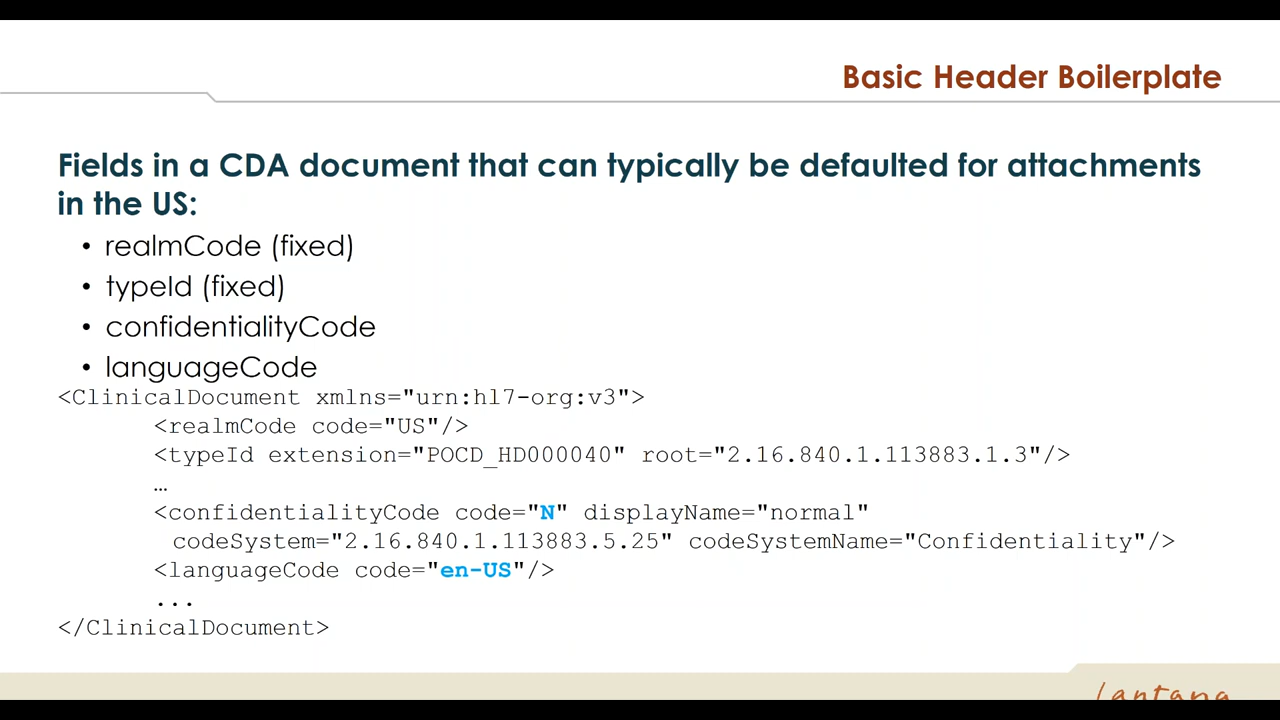 Basic Header Boilerplate
Fields in a CDA document that can typically be defaulted for attachments
in the US:
• realmCode (fixed)
• typeId (fixed)
• confidentialityCode
• languageCode
<ClinicalDocument xmlns="urn:hl7-org:v3">
<realmCode code="US"/>
<typeId extension="POCD_HD000040" root="2.16.840.1.113883.1.3"/>
…
<confidentialityCode code="N" displayName="normal"
codeSystem="2.16.840.1.113883.5.25" codeSystemName="Confidentiality"/>
<languageCode code="en-US"/>
...
</ClinicalDocument>
lantana